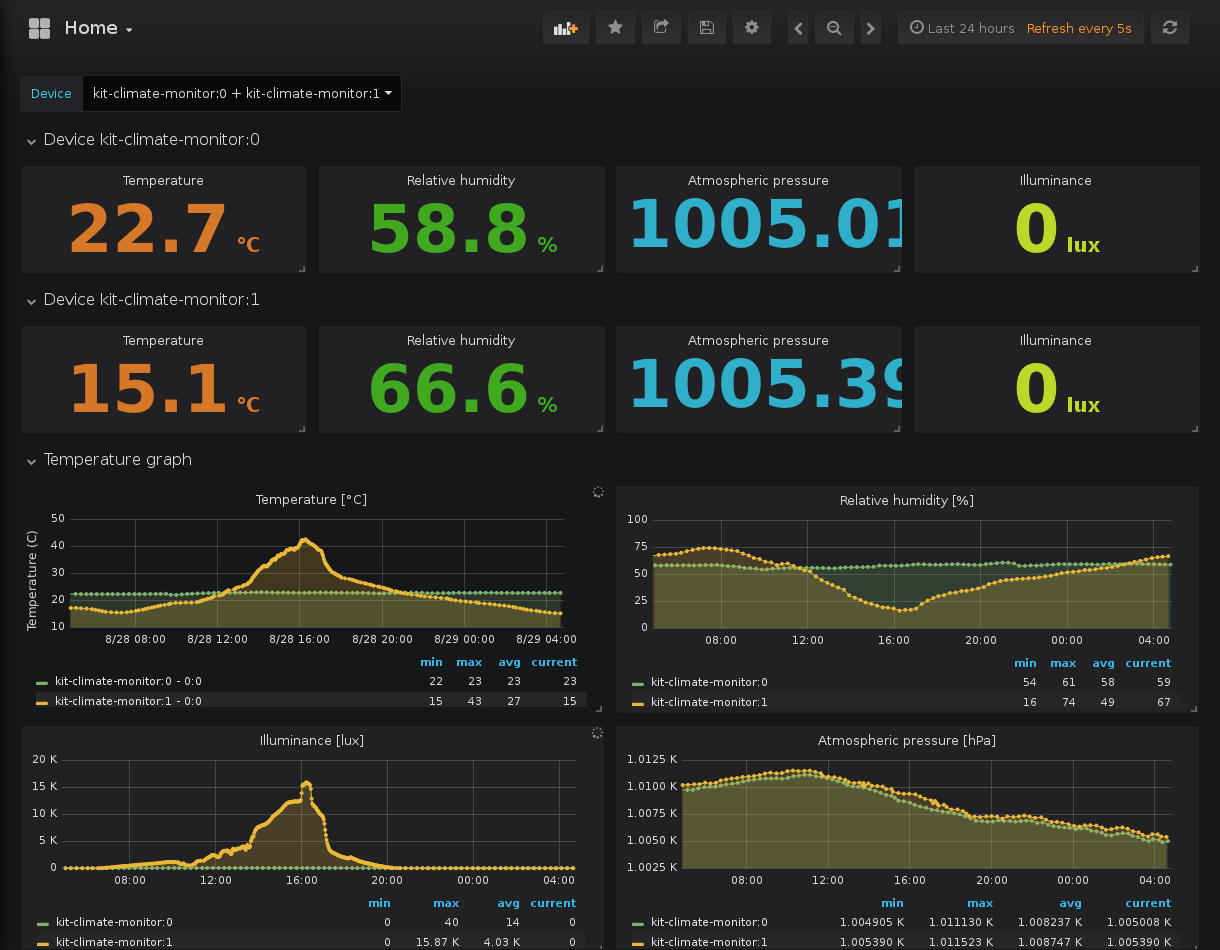 Home
Last 24 hours Refresh every 5s
Device kit-climate-monitor:0 + kit-climate-monitor:1
Device kit-climate-monitor:0
Temperature Relative humidity Atmospheric pressure Illuminance
22.7 °C 58.8 % 1005.01 0 lux
Device kit-climate-monitor:1
Temperature Relative humidity Atmospheric pressure Illuminance
15.1 °C 66.6 % 1005.39 0 lux
Temperature graph
Temperature [°C]
Temperature (C)
50
40
30
20
10
8/28 08:00 8/28 12:00 8/28 16:00 8/28 20:00 8/29 00:00 8/29 04:00
min max avg current
kit-climate-monitor:0 - 0:0 22 23 23 23
kit-climate-monitor:1 - 0:0 15 43 27 15
Relative humidity [%]
100
75
50
25
0
08:00 12:00 16:00 20:00 00:00 04:00
min max avg current
kit-climate-monitor:0 54 61 58 59
kit-climate-monitor:1 16 74 49 67
Illuminance [lux]
20 K
15 K
10 K
5 K
0
08:00 12:00 16:00 20:00 00:00 04:00
min max avg current
kit-climate-monitor:0 0 40 14 0
kit-climate-monitor:1 0 15.87 K 4.03 K 0
Atmospheric pressure [hPa]
1.0125 K
1.0100 K
1.0075 K
1.0050 K
1.0025 K
08:00 12:00 16:00 20:00 00:00 04:00
min max avg current
kit-climate-monitor:0 1.004905 K 1.011130 K 1.008237 K 1.005008 K
kit-climate-monitor:1 1.005390 K 1.011523 K 1.008747 K 1.005390 K